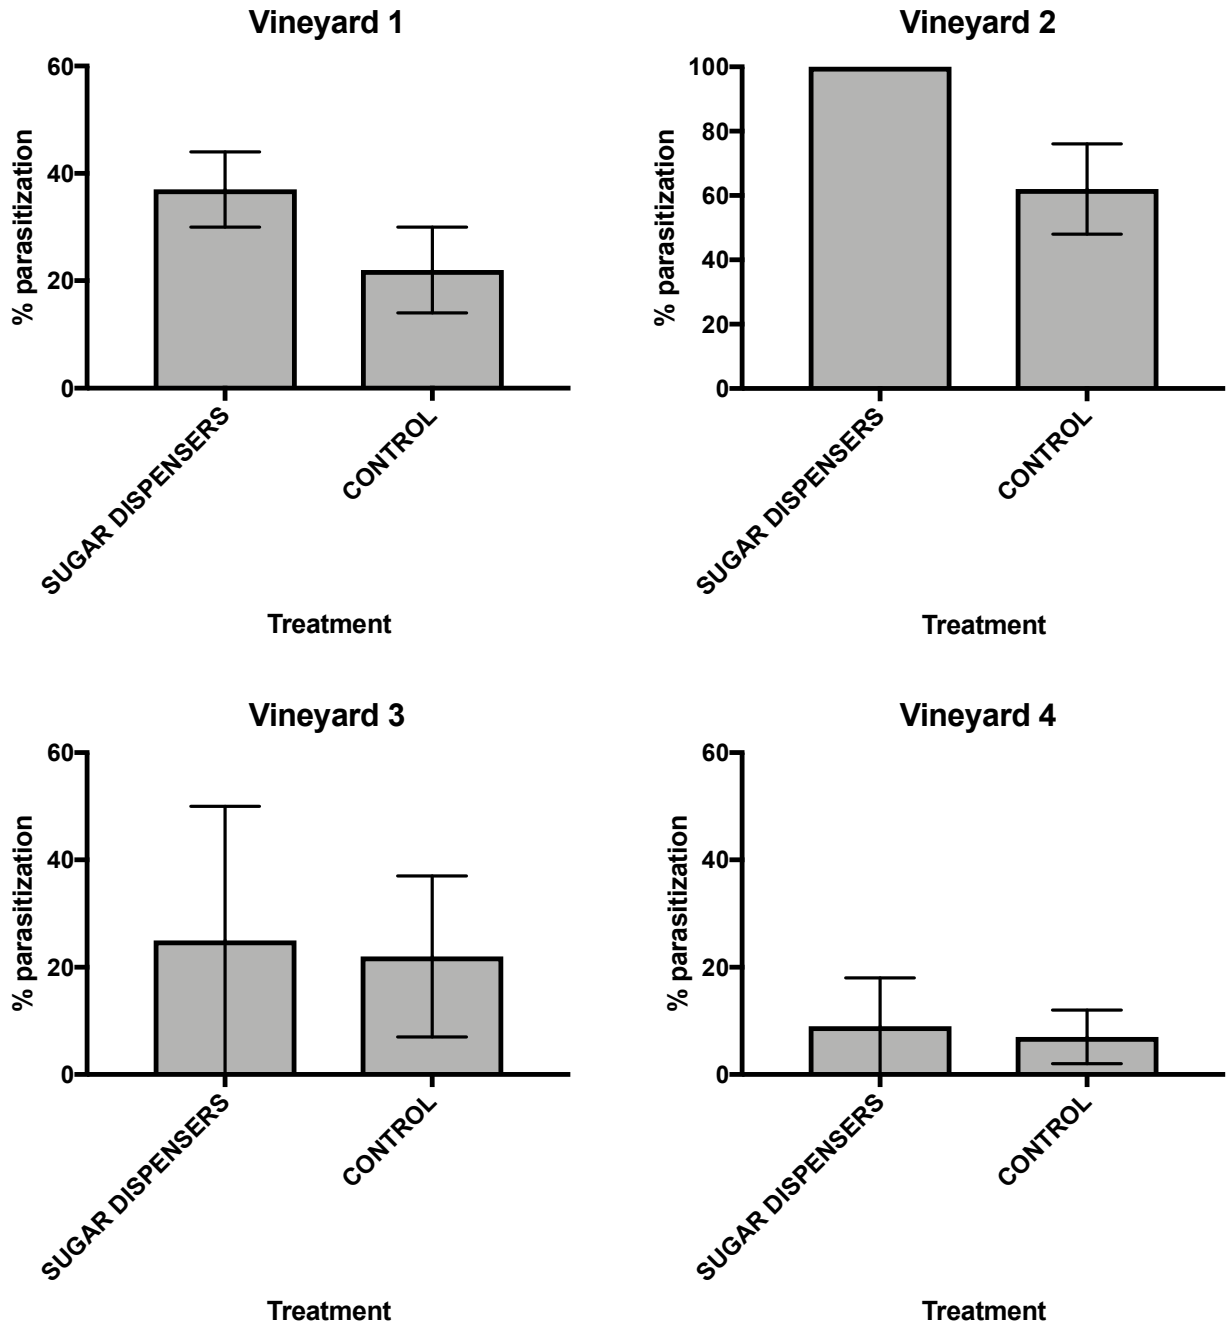 Vineyard 1
% parasitization
60
40
20
0
SUGAR DISPENSERS
CONTROL
Treatment
Vineyard 2
% parasitization
100
80
60
40
20
0
SUGAR DISPENSERS
CONTROL
Treatment
Vineyard 3
% parasitization
60
40
20
0
SUGAR DISPENSERS
CONTROL
Treatment
Vineyard 4
% parasitization
60
40
20
0
SUGAR DISPENSERS
CONTROL
Treatment